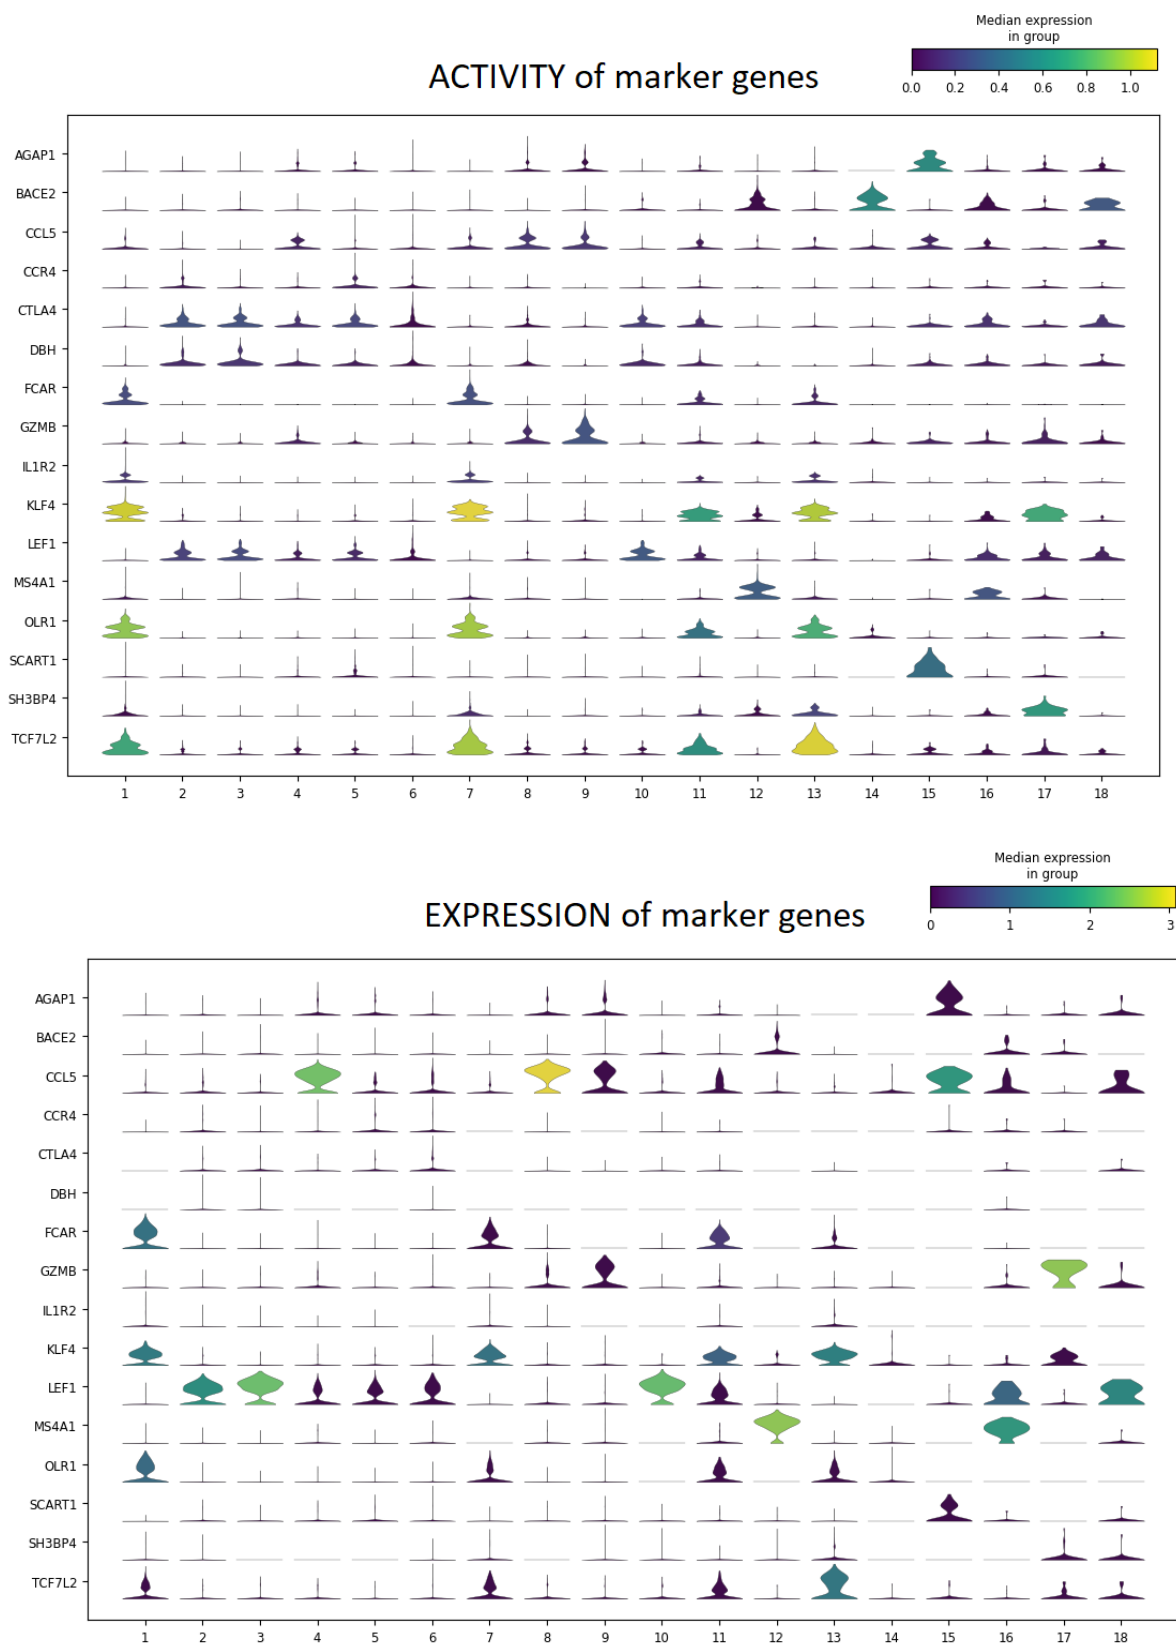 Median expression
in group
ACTIVITY of marker genes
0.0 0.2 0.4 0.6 0.8 1.0
AGAP1
BACE2
CCL5
CCR4
CTLA4
DBH
FCAR
GZMB
IL1R2
KLF4
LEF1
MS4A1
OLR1
SCART1
SH3BP4
TCF7L2
1 2 3 4 5 6 7 8 9 10 11 12 13 14 15 16 17 18
Median expression
in group
EXPRESSION of marker genes
0 1 2 3
AGAP1
BACE2
CCL5
CCR4
CTLA4
DBH
FCAR
GZMB
IL1R2
KLF4
LEF1
MS4A1
OLR1
SCART1
SH3BP4
TCF7L2
1 2 3 4 5 6 7 8 9 10 11 12 13 14 15 16 17 18